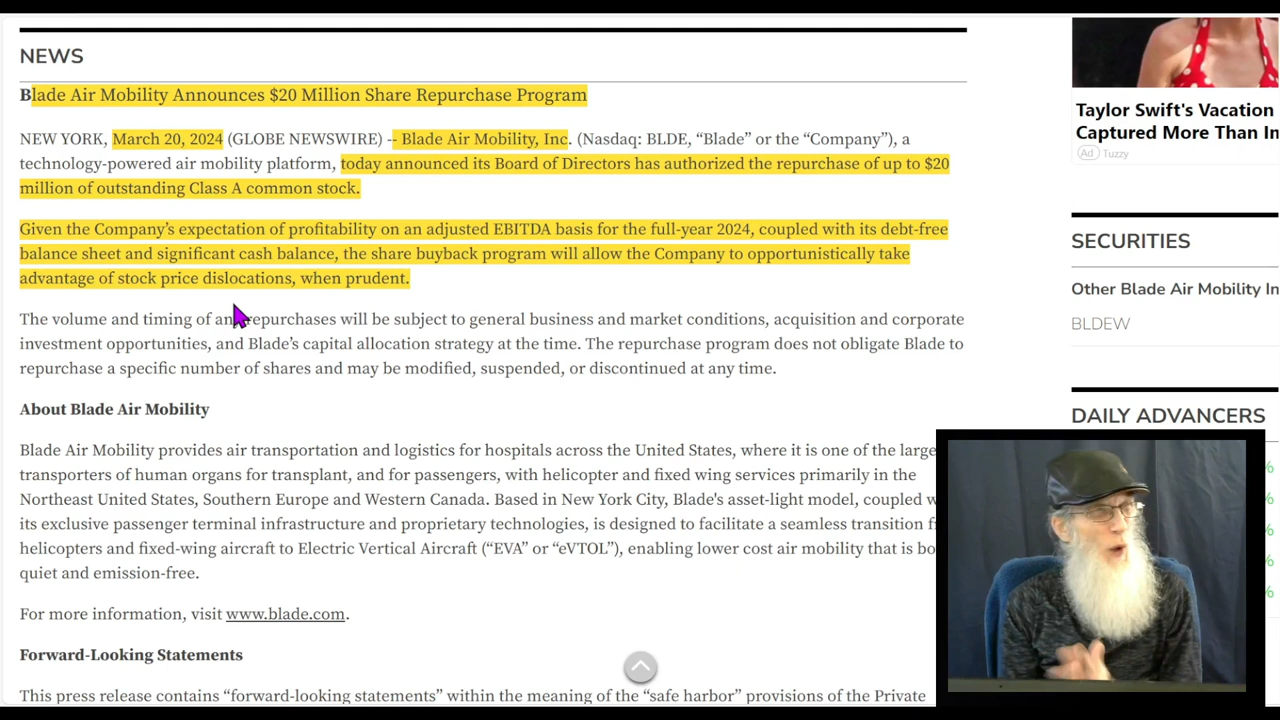 NEWS
Blade Air Mobility Announces $20 Million Share Repurchase Program
NEW YORK, March 20, 2024 (GLOBE NEWSWIRE) -- Blade Air Mobility, Inc. (Nasdaq: BLDE, “Blade” or the “Company”), a
technology-powered air mobility platform, today announced its Board of Directors has authorized the repurchase of up to $20
million of outstanding Class A common stock.
Given the Company’s expectation of profitability on an adjusted EBITDA basis for the full-year 2024, coupled with its debt-free
balance sheet and significant cash balance, the share buyback program will allow the Company to opportunistically take
advantage of stock price dislocations, when prudent.
The volume and timing of any repurchases will be subject to general business and market conditions, acquisition and corporate
investment opportunities, and Blade’s capital allocation strategy at the time. The repurchase program does not obligate Blade to
repurchase a specific number of shares and may be modified, suspended, or discontinued at any time.
About Blade Air Mobility
Blade Air Mobility provides air transportation and logistics for hospitals across the United States, where it is one of the large
transporters of human organs for transplant, and for passengers, with helicopter and fixed wing services primarily in the
Northeast United States, Southern Europe and Western Canada. Based in New York City, Blade's asset-light model, coupled w
its exclusive passenger terminal infrastructure and proprietary technologies, is designed to facilitate a seamless transition f
helicopters and fixed-wing aircraft to Electric Vertical Aircraft (“EVA” or “eVTOL”), enabling lower cost air mobility that is bo
quiet and emission-free.
For more information, visit www.blade.com.
Forward-Looking Statements
This press release contains “forward-looking statements” within the meaning of the “safe harbor” provisions of the Private
Taylor Swift's Vacation
Captured More Than In
Ad Tuzzy
SECURITIES
Other Blade Air Mobility In
BLDEW
DAILY ADVANCERS
%
%
%
%
%